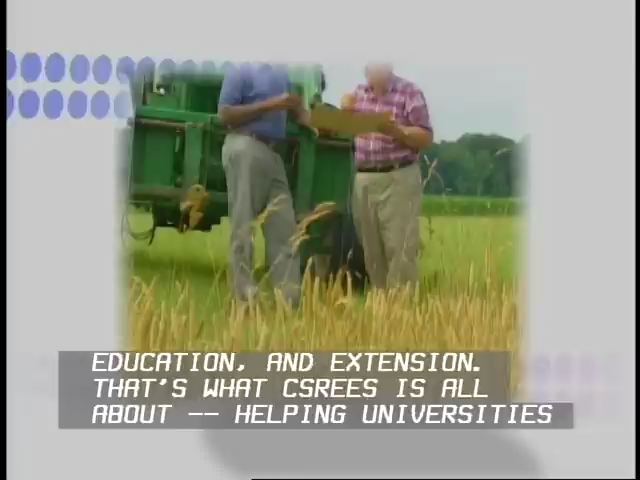 EDUCATION, AND EXTENSION.
THAT'S WHAT CSREES IS ALL
ABOUT -- HELPING UNIVERSITIES